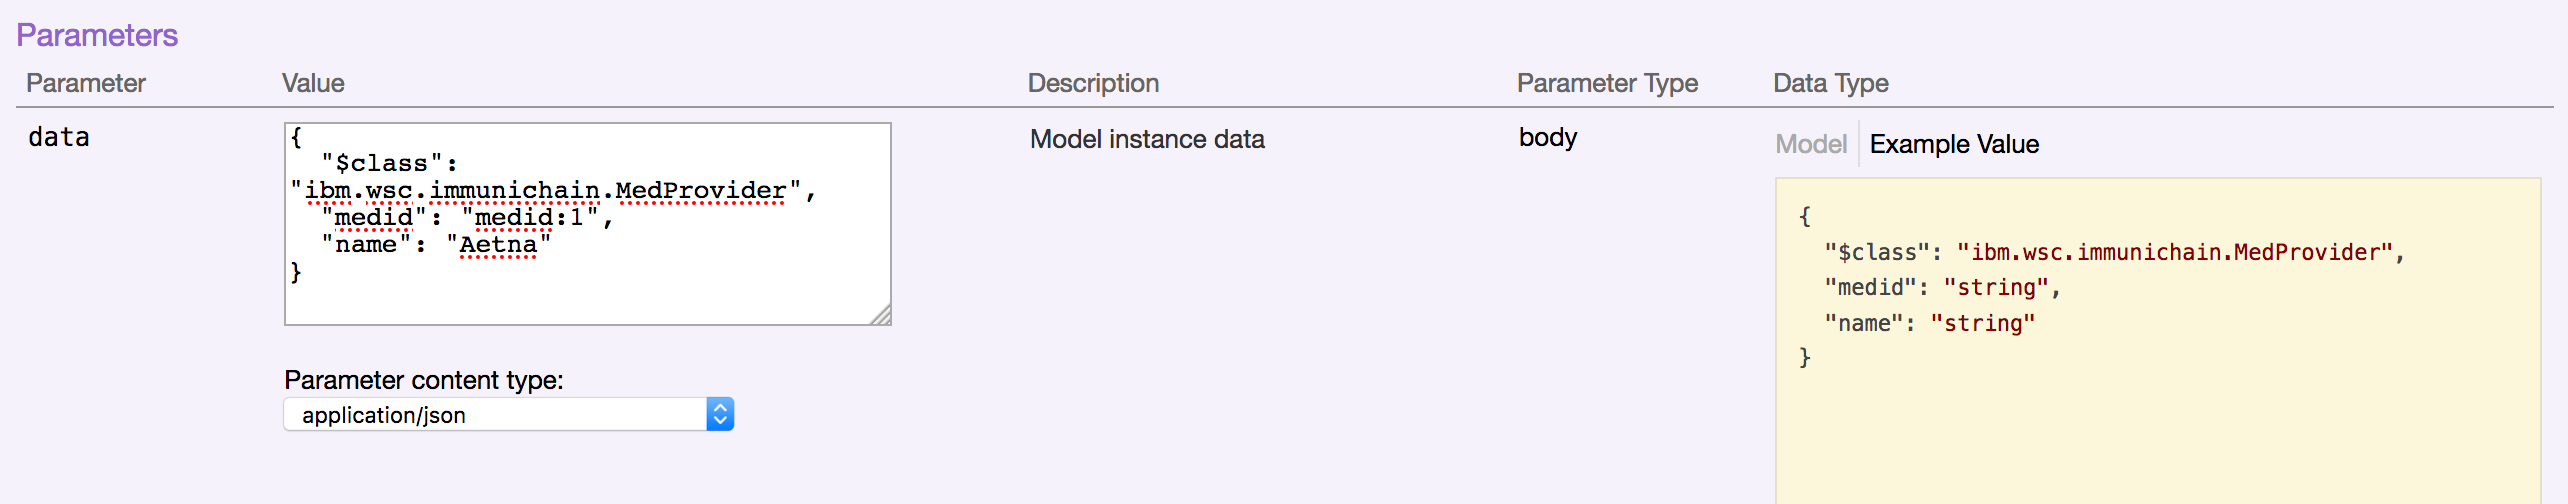 Parameters
Parameter Value Description Parameter Type Data Type
data
{
  "$class":
"ibm.wsc.immunichain.MedProvider",
  "medid": "medid:1",
  "name": "Aetna"
}
Parameter content type:
application/json
Model instance data
body
Model Example Value
{
  "$class": "ibm.wsc.immunichain.MedProvider",
  "medid": "string",
  "name": "string"
}